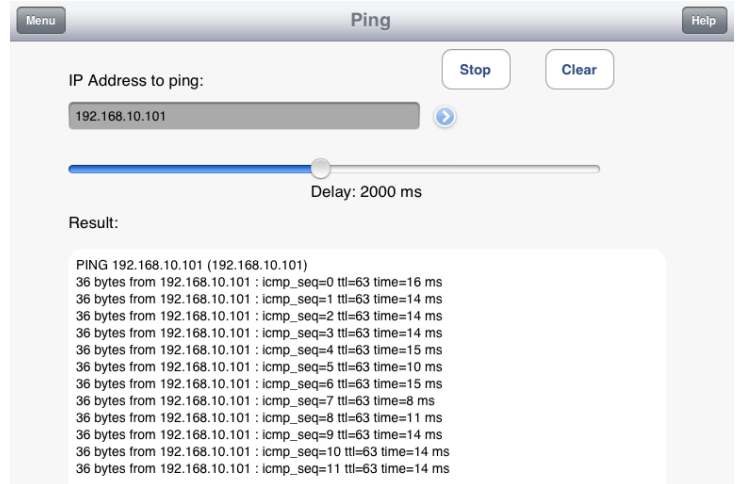 Menu Ping Help
Stop Clear
IP Address to ping:
192.168.10.101
Delay: 2000 ms
Result:
PING 192.168.10.101 (192.168.10.101)
36 bytes from 192.168.10.101 : icmp_seq=0 ttl=63 time=16 ms
36 bytes from 192.168.10.101 : icmp_seq=1 ttl=63 time=14 ms
36 bytes from 192.168.10.101 : icmp_seq=2 ttl=63 time=14 ms
36 bytes from 192.168.10.101 : icmp_seq=3 ttl=63 time=14 ms
36 bytes from 192.168.10.101 : icmp_seq=4 ttl=63 time=15 ms
36 bytes from 192.168.10.101 : icmp_seq=5 ttl=63 time=10 ms
36 bytes from 192.168.10.101 : icmp_seq=6 ttl=63 time=15 ms
36 bytes from 192.168.10.101 : icmp_seq=7 ttl=63 time=8 ms
36 bytes from 192.168.10.101 : icmp_seq=8 ttl=63 time=11 ms
36 bytes from 192.168.10.101 : icmp_seq=9 ttl=63 time=14 ms
36 bytes from 192.168.10.101 : icmp_seq=10 ttl=63 time=14 ms
36 bytes from 192.168.10.101 : icmp_seq=11 ttl=63 time=14 ms